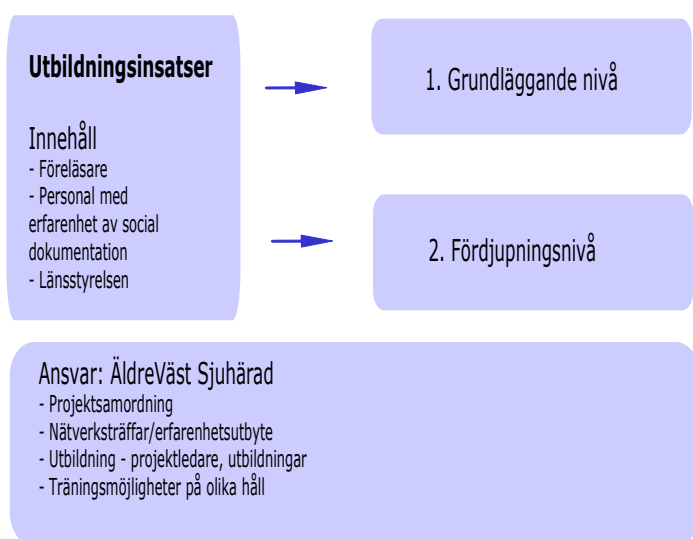 Utbildningsinsatser
Innehåll
- Föreläsare
- Personal med
erfarenhet av social
dokumentation
- Länsstyrelsen
1. Grundläggande nivå
2. Fördjupningsnivå
Ansvar: ÄldreVäst Sjuhärad
- Projektsamordning
- Nätverksträffar/erfarenhetsutbyte
- Utbildning - projektledare, utbildningar
- Träningsmöjligheter på olika håll